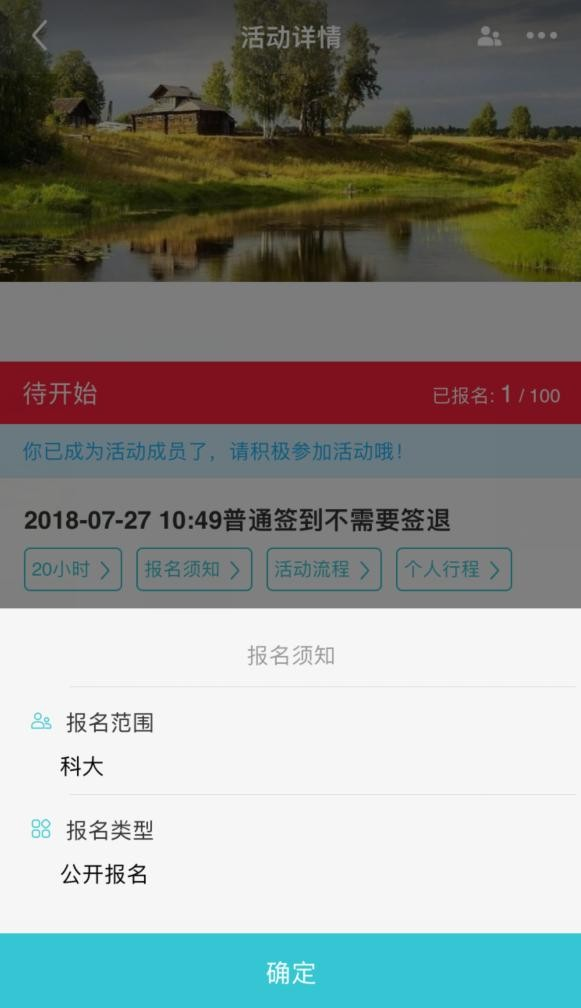 活动详情
待开始
已报名: 1 / 100
你已成为活动成员了，请积极参加活动哦！
2018-07-27 10:49普通签到不需要签退
20小时 报名须知 活动流程 个人行程
报名须知
报名范围
科大
报名类型
公开报名
确定